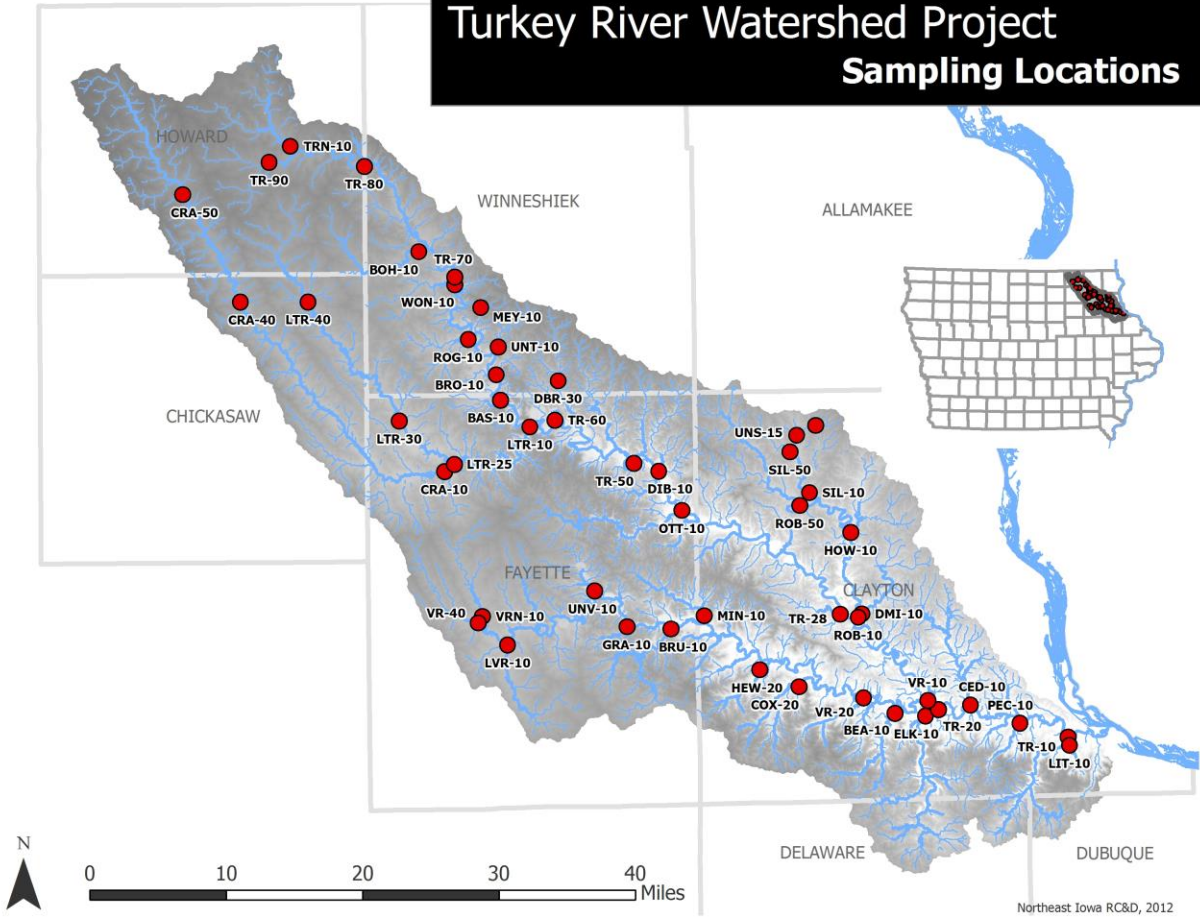 Turkey River Watershed Project
Sampling Locations
HOWARD
TRN-10
TR-90
TR-80
CRA-50
WINNESHIEK
ALLAMAKEE
BOH-10
TR-70
WON-10
CRA-40
LTR-40
MEY-10
ROG-10
UNT-10
BRO-10
DBR-30
CHICKASAW
BAS-10
TR-60
LTR-30
LTR-10
UNS-15
SIL-50
LTR-25
CRA-10
TR-50
DIB-10
SIL-10
ROB-50
OTT-10
HOW-10
FAYETTE
CLAYTON
UNV-10
VR-40
VRN-10
MIN-10
TR-28
DMI-10
ROB-10
GRA-10
BRU-10
LVR-10
HEW-20
COX-20
VR-10
CED-10
VR-20
PEC-10
BEA-10
ELK-10
TR-20
TR-10
LIT-10
N
DELAWARE
DUBUQUE
0 10 20 30 40
Miles
Northeast Iowa RC&D, 2012